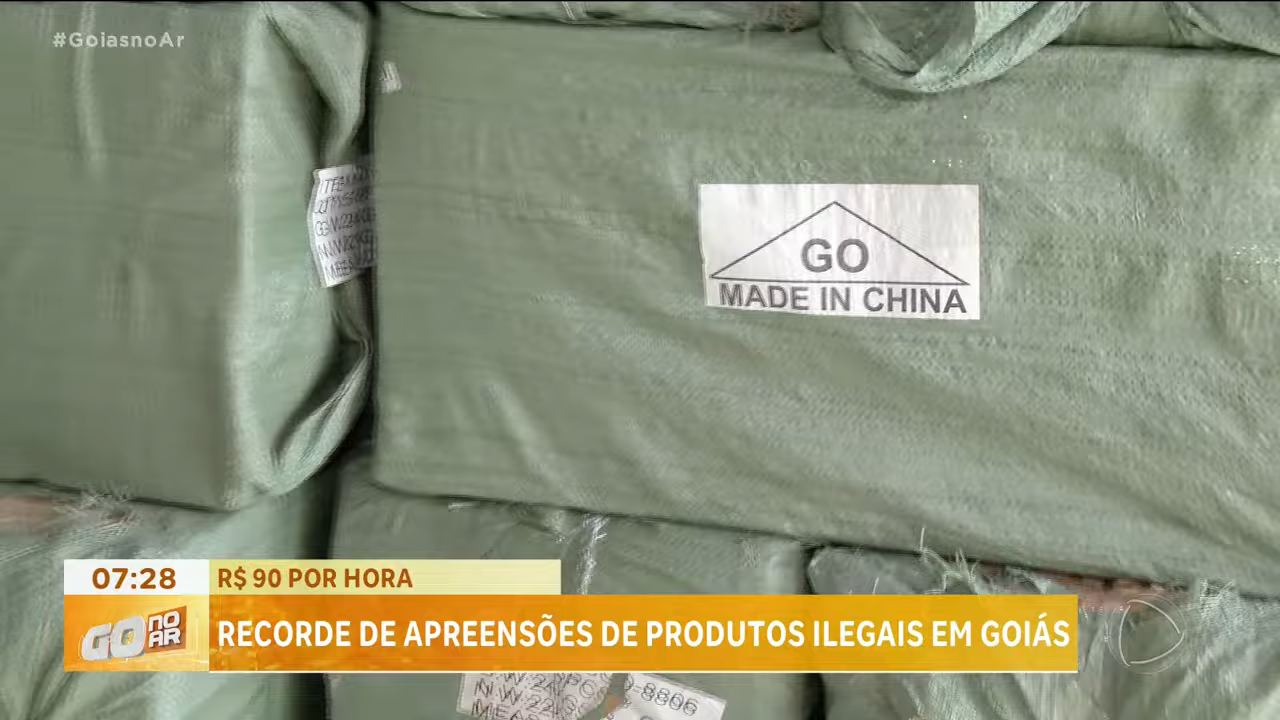 #GoiasnoAr
GO
MADE IN CHINA
07:28
R$ 90 POR HORA
GO NO AR
RECORDE DE APREENSÕES DE PRODUTOS ILEGAIS EM GOIÁS
8806